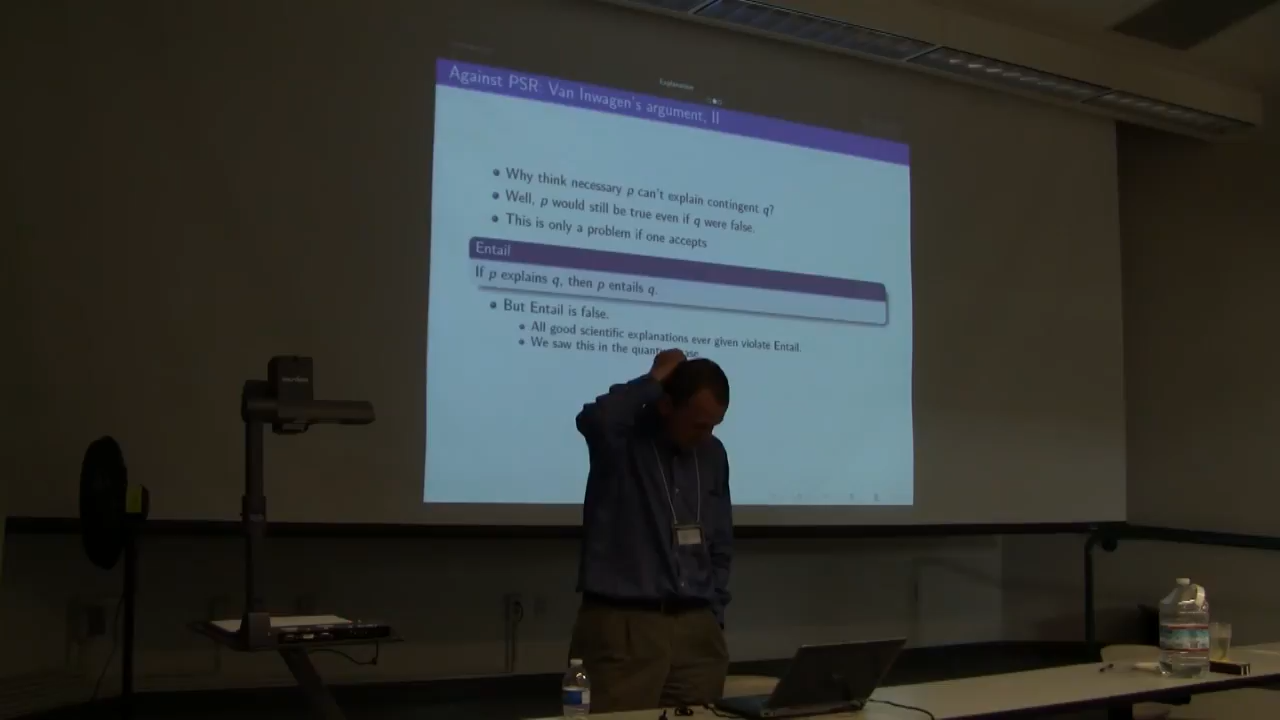 Explanation
Against PSR: Van Inwagen's argument, II
Why think necessary p can't explain contingent q?
Well, p would still be true even if q were false.
This is only a problem if one accepts
Entail
If p explains q, then p entails q.
But Entail is false.
All good scientific explanations ever given violate Entail.
We saw this in the